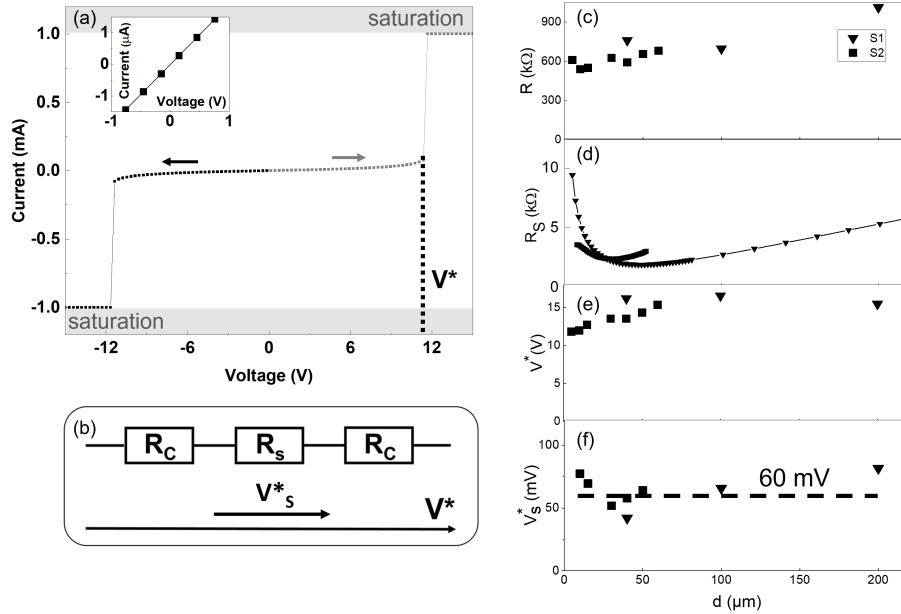 (a)
saturation
1.0
0.5
0.0
-0.5
-1.0
Current (mA)
-12 -6 0 6 12
Voltage (V)
1
0
-1
Current (µA)
Voltage (V)
-1 0 1
V*
saturation
(b)
R_C R_s R_C
V*_S
V*
(c)
S1
S2
900
600
300
R (kΩ)
(d)
10
5
0
R_S (kΩ)
(e)
15
10
5
0
V* (V)
(f)
100
50
0
V_s* (mV)
60 mV
0 50 100 150 200
d (µm)